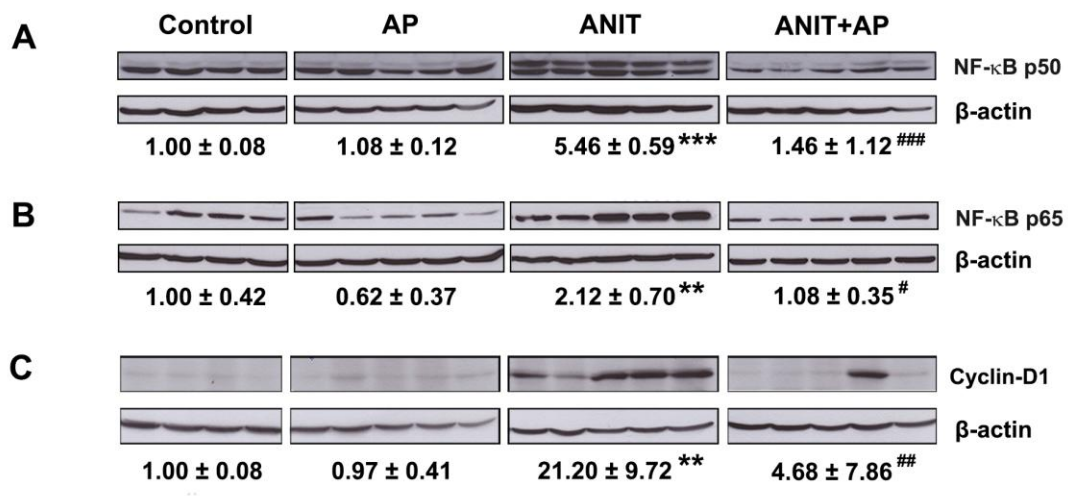 Control AP ANIT ANIT+AP
A
NF-κB p50
β-actin
1.00 ± 0.08 1.08 ± 0.12 5.46 ± 0.59*** 1.46 ± 1.12###
B
NF-κB p65
β-actin
1.00 ± 0.42 0.62 ± 0.37 2.12 ± 0.70** 1.08 ± 0.35#
C
Cyclin-D1
β-actin
1.00 ± 0.08 0.97 ± 0.41 21.20 ± 9.72** 4.68 ± 7.86##